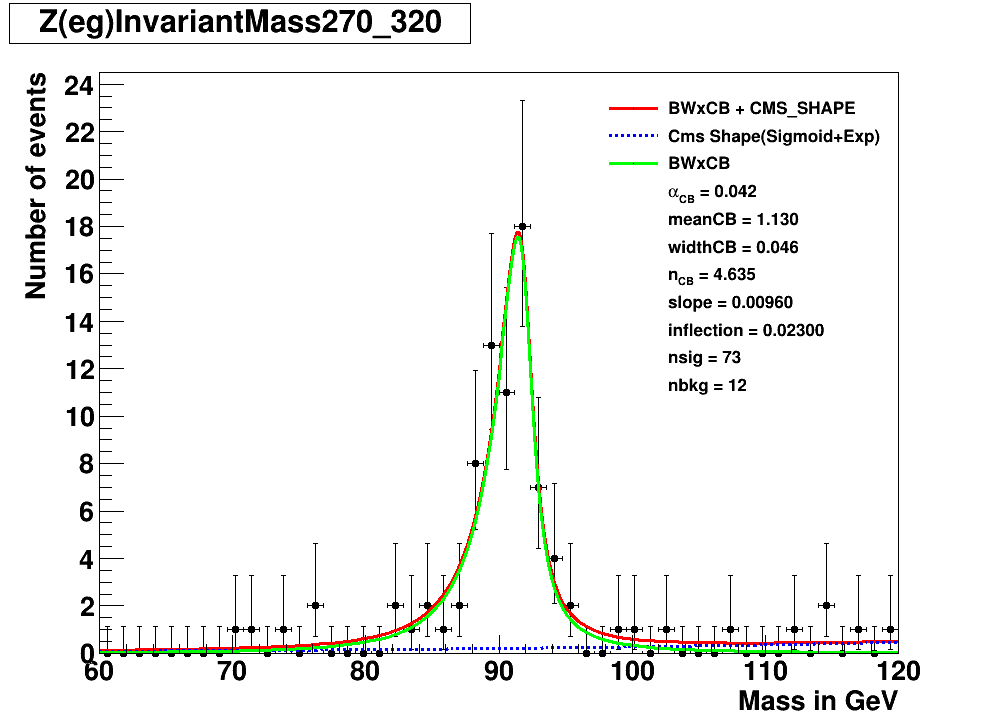 Z(eg)InvariantMass270_320
Number of events
24
22
20
18
16
14
12
10
8
6
4
2
0
BWxCB + CMS_SHAPE
Cms Shape(Sigmoid+Exp)
BWxCB
αCB = 0.042
meanCB = 1.130
widthCB = 0.046
nCB = 4.635
slope = 0.00960
inflection = 0.02300
nsig = 73
nbkg = 12
60 70 80 90 100 110 120
Mass in GeV